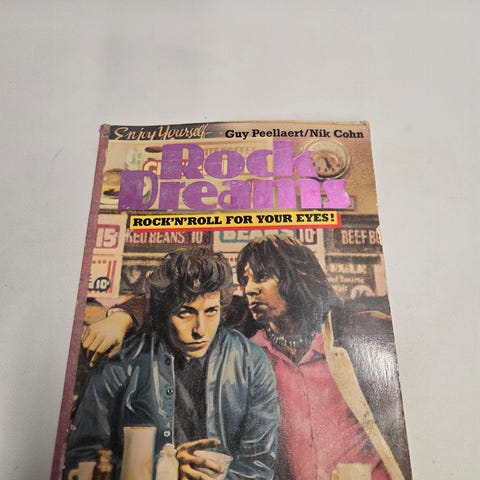 Enjoy Yourself
Guy Peellaert/Nik Cohn
Rock
Dreams
ROCK'N'ROLL FOR YOUR EYES!
15
KED BEANS 10
BEANS 10
BEEF B
10¢